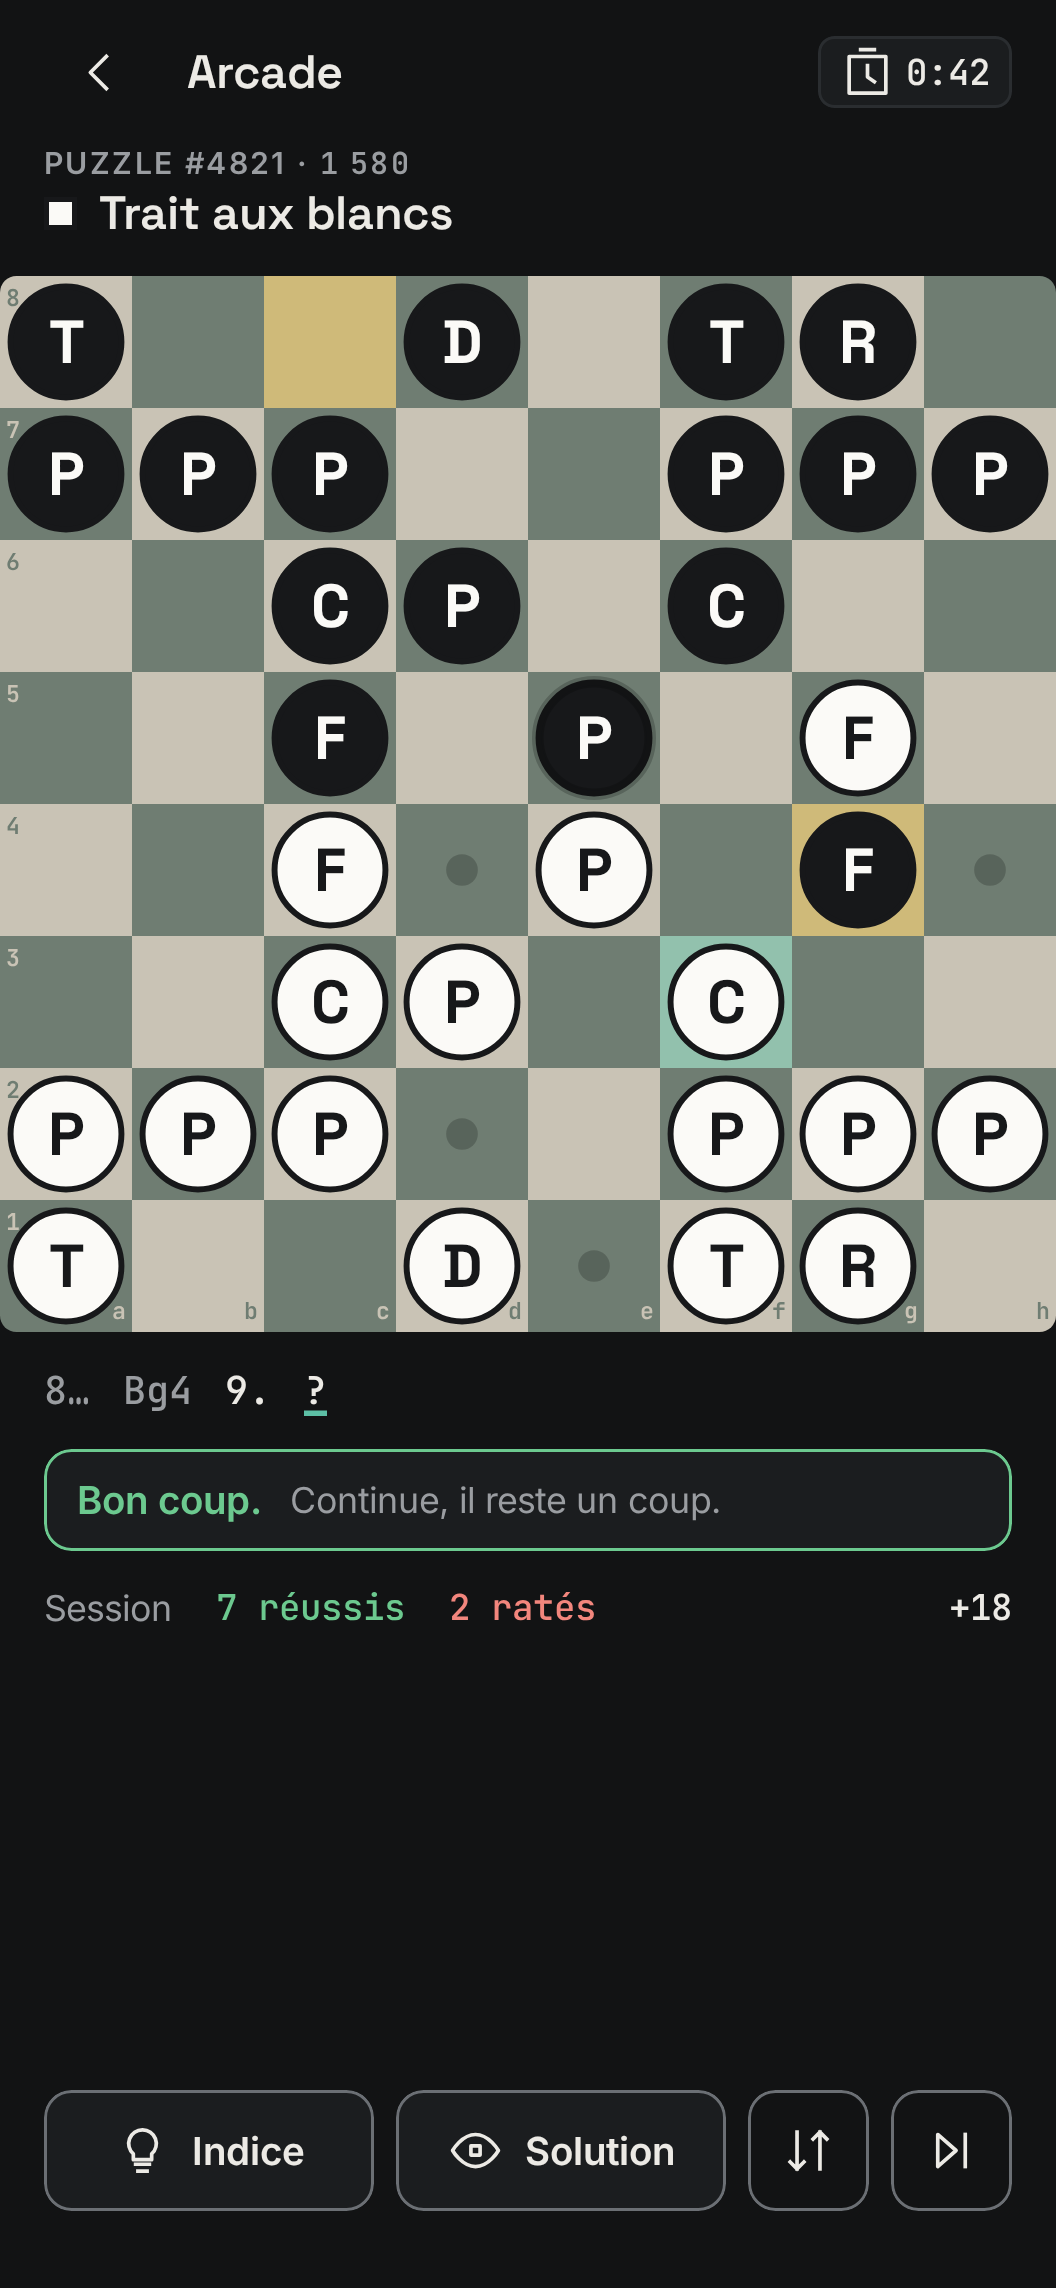 Arcade 0:42
PUZZLE #4821 · 1 580
Trait aux blancs
8 T D T R
7 P P P P P P
6 C P C
5 F P F
4 F P F
3 C P C
2 P P P P P P
1 T D T R
a b c d e f g h
8… Bg4 9. ?
Bon coup. Continue, il reste un coup.
Session 7 réussis 2 ratés +18
Indice Solution